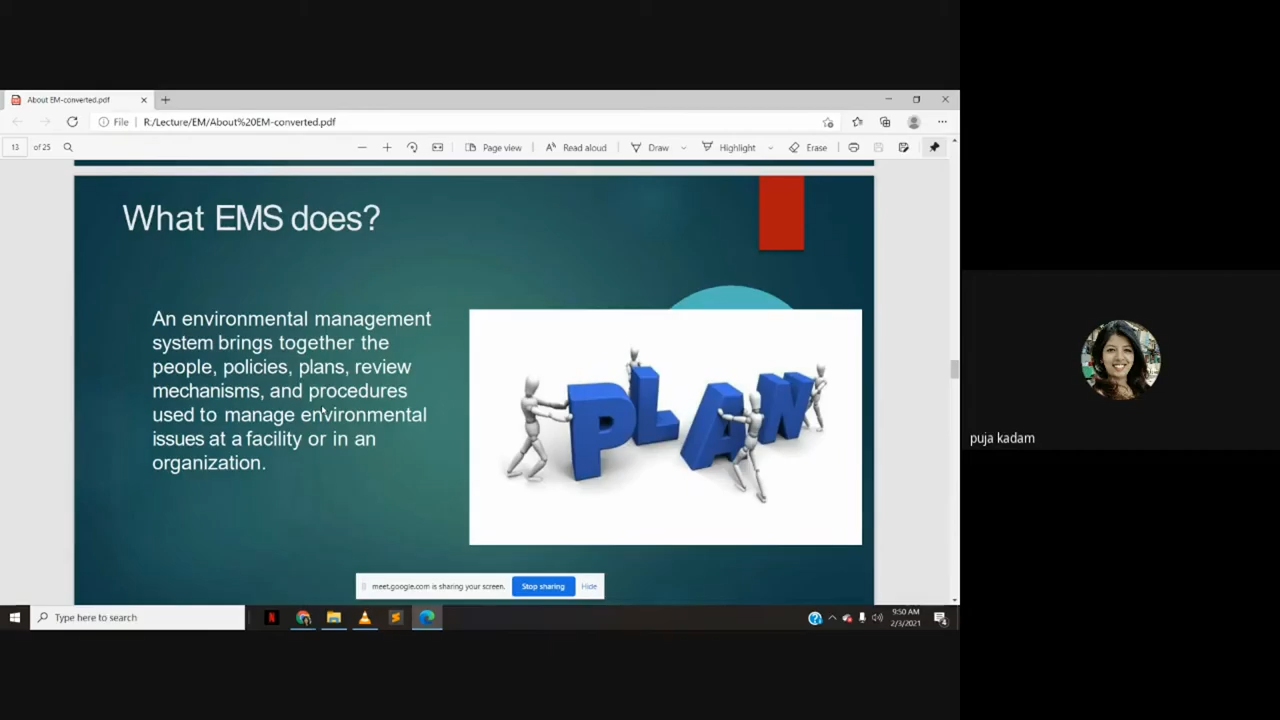 About EM-converted.pdf
File
R:/Lecture/EM/About%20EM-converted.pdf
13 of 25
Page view
Read aloud
Draw
Highlight
Erase
What EMS does?
An environmental management
system brings together the
people, policies, plans, review
mechanisms, and procedures
used to manage environmental
issues at a facility or in an
organization.
PLAN
puja kadam
meet.google.com is sharing your screen.
Stop sharing
Hide
Type here to search
9:50 AM
2/3/2021